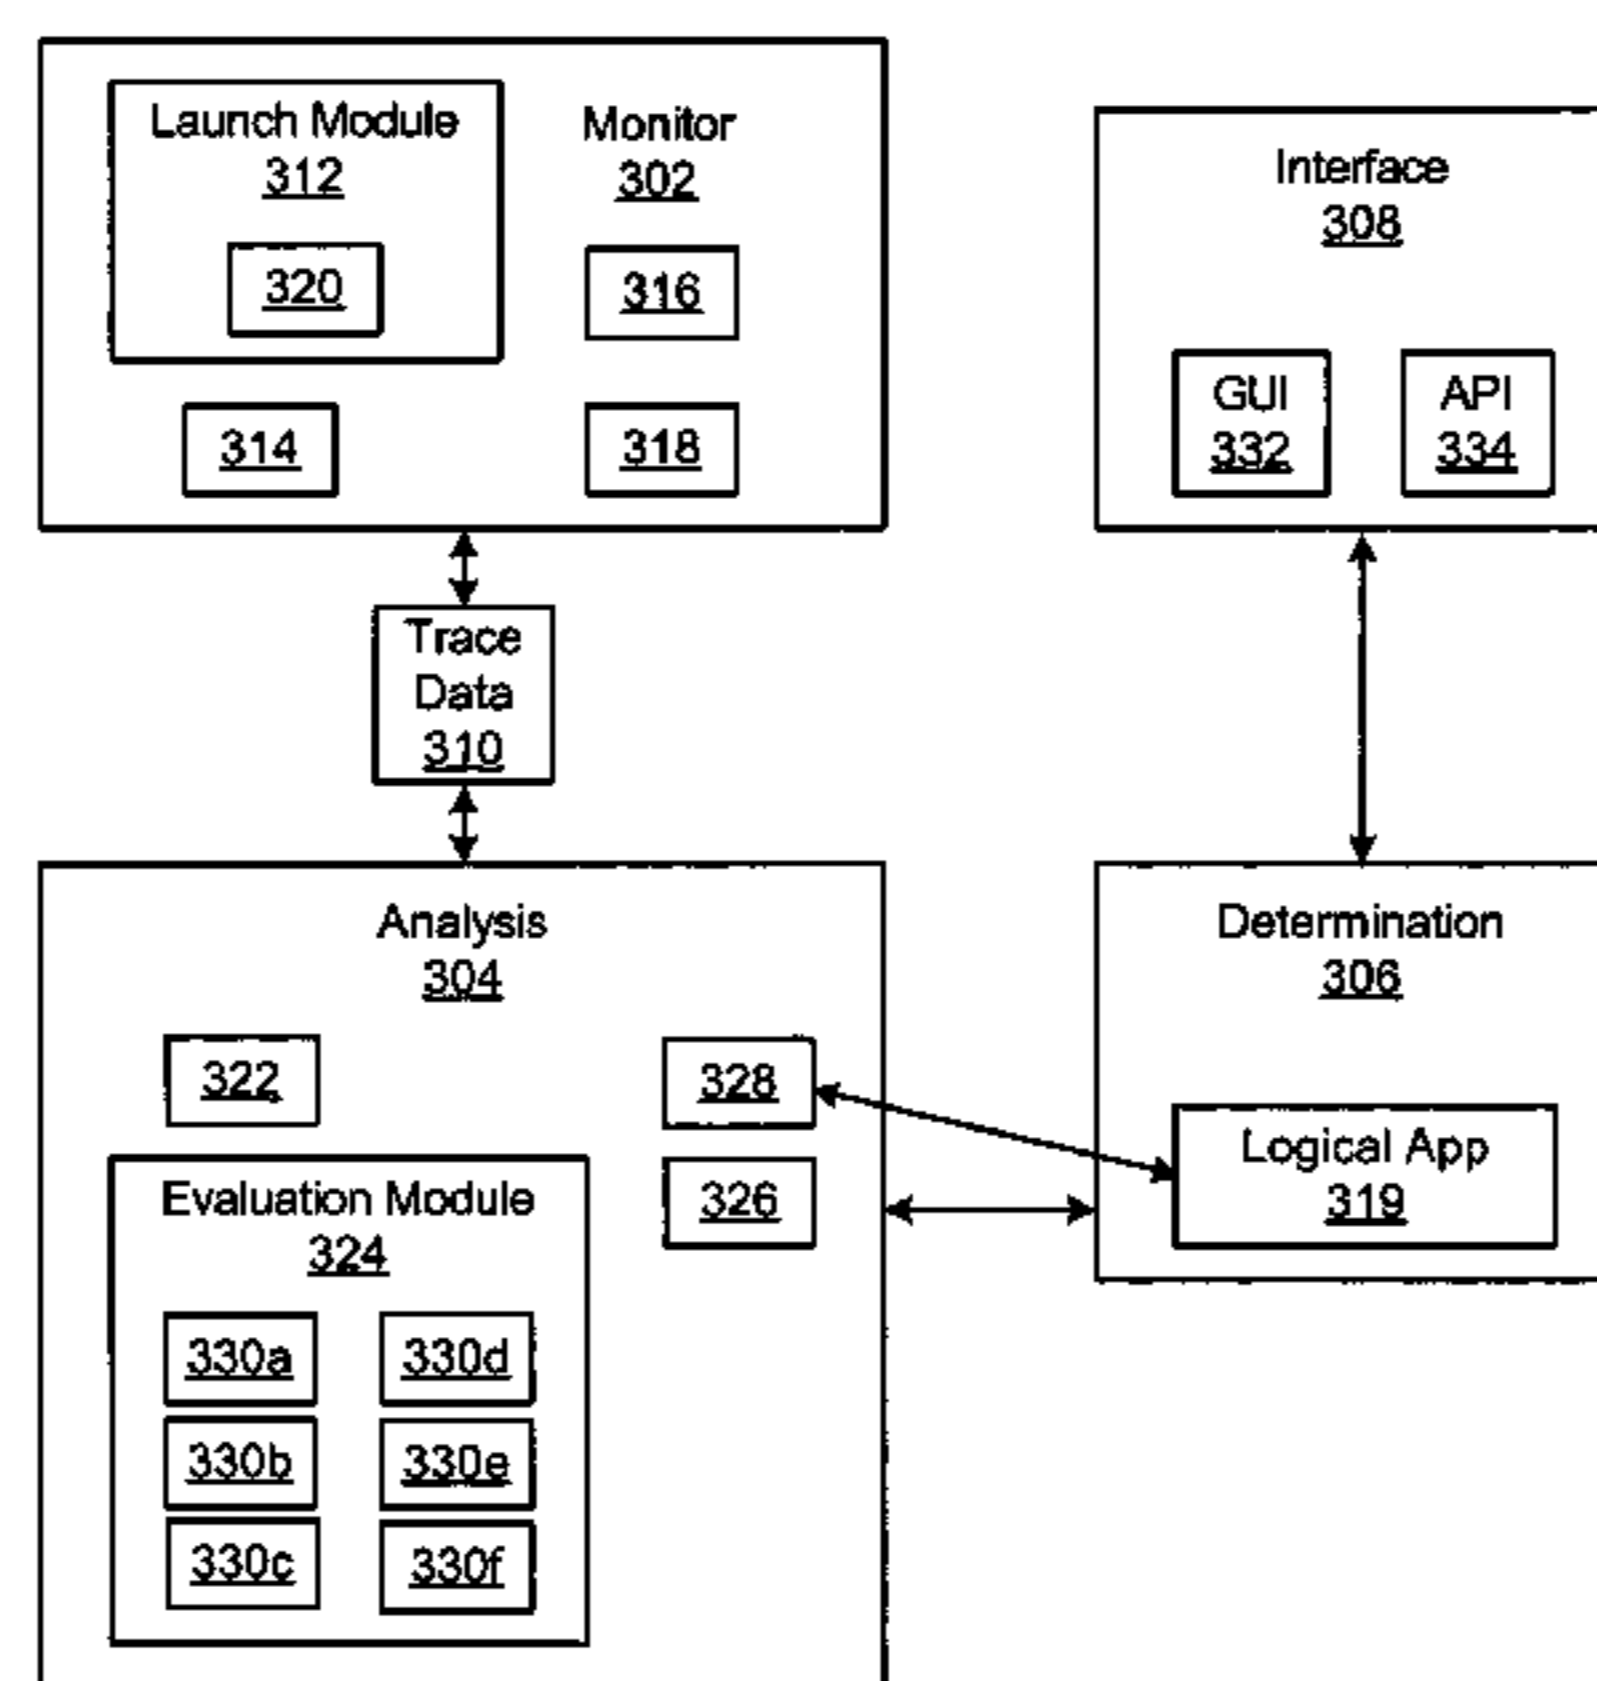 Launch Module
312
320
Monitor
302
316
314
318
Interface
308
GUI
332
API
334
Trace
Data
310
Analysis
304
322
328
326
Evaluation Module
324
330a
330d
330b
330e
330c
330f
Determination
306
Logical App
319